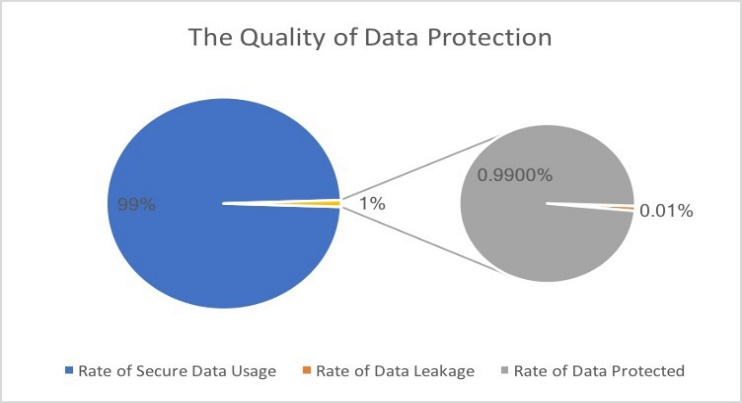 The Quality of Data Protection
99%
1%
0.9900%
0.01%
Rate of Secure Data Usage
Rate of Data Leakage
Rate of Data Protected